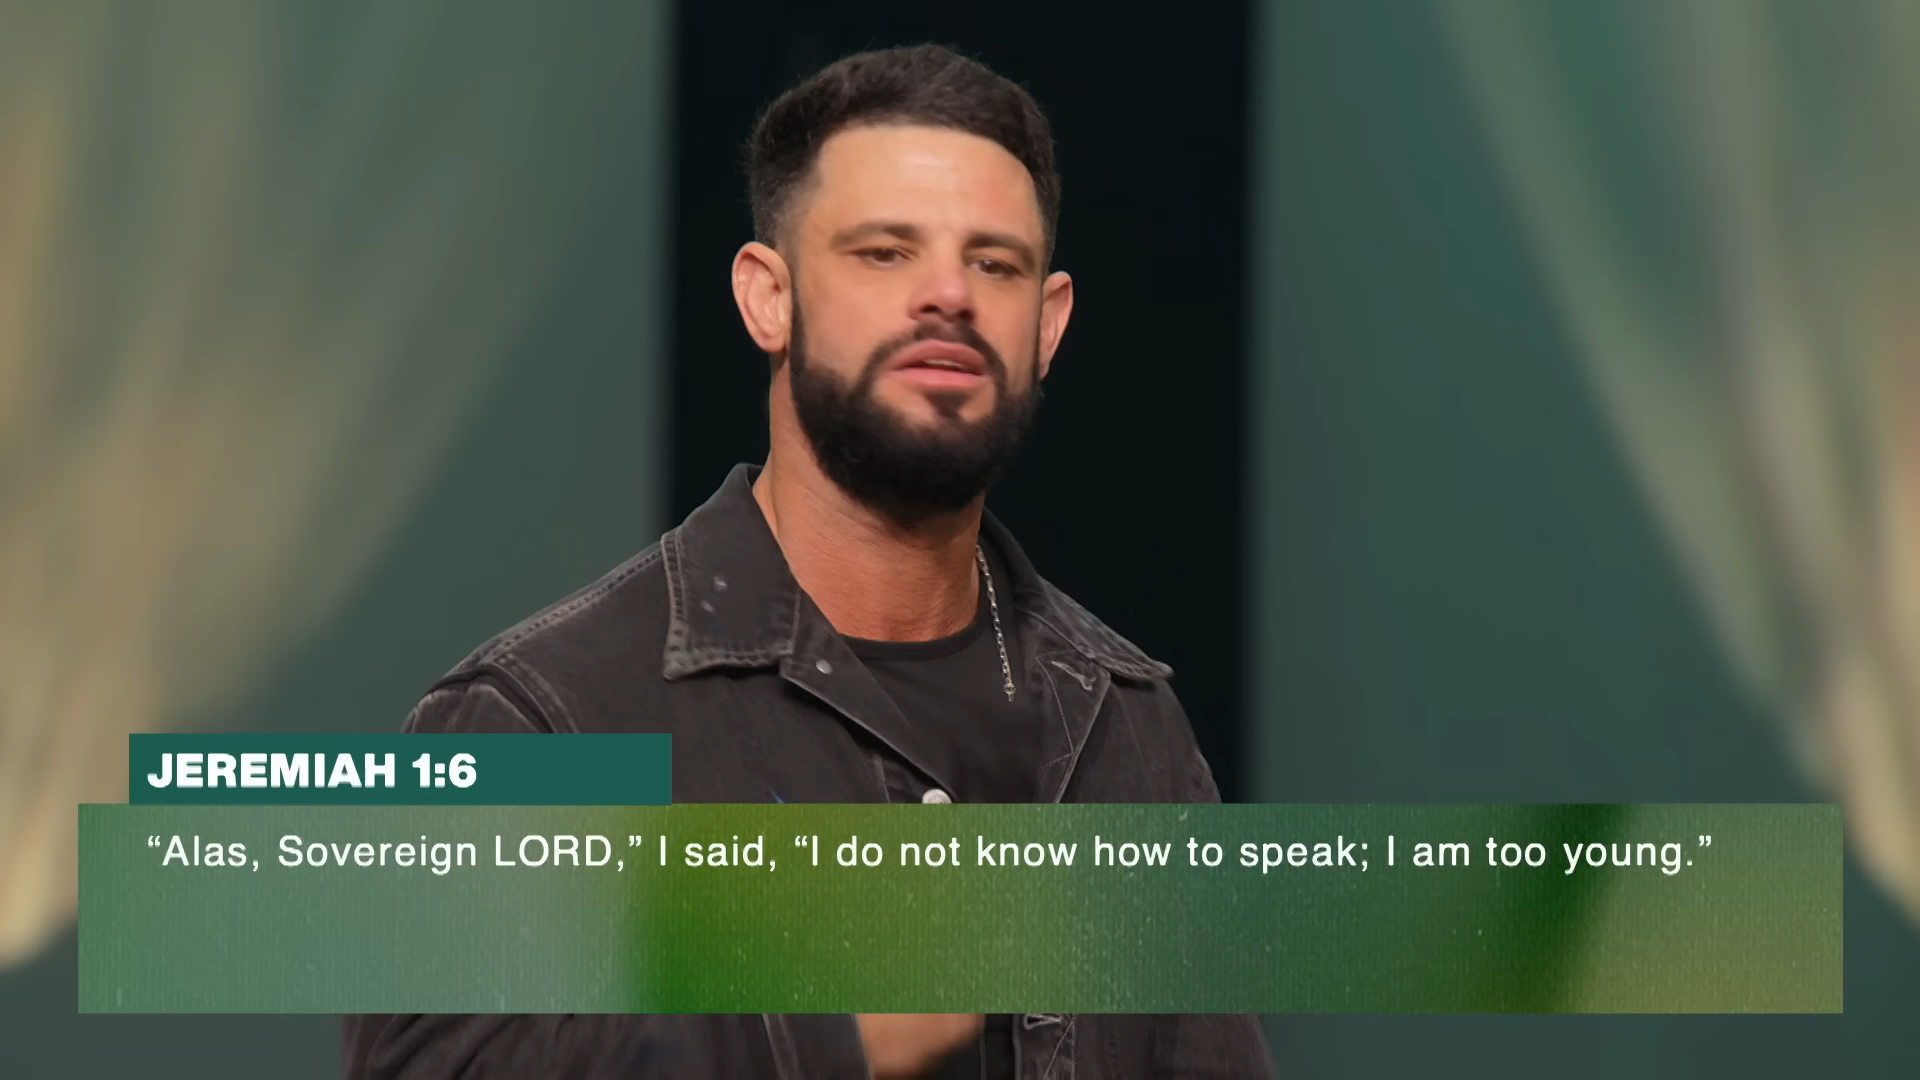 JEREMIAH 1:6
“Alas, Sovereign LORD,” I said, “I do not know how to speak; I am too young.”